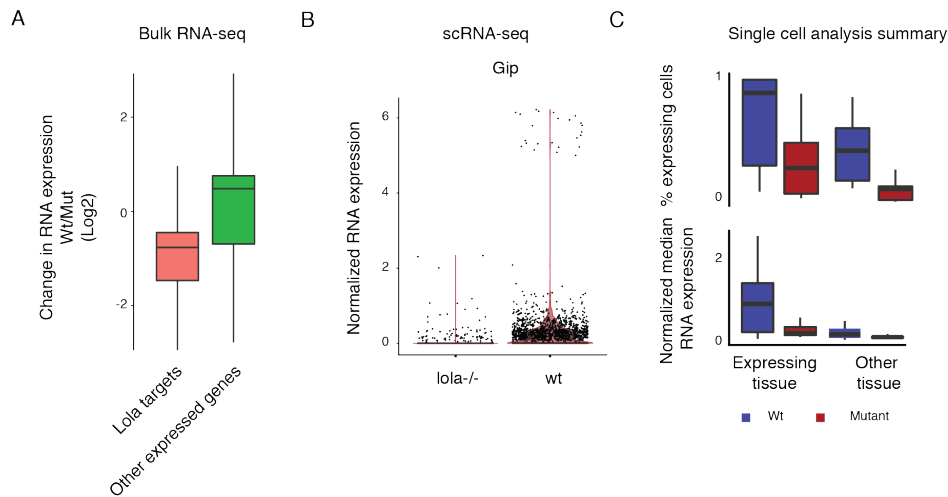 A
Bulk RNA-seq
Change in RNA expression
Wt/Mut
(Log2)
2
0
-2
Lola targets
Other expressed genes
B
scRNA-seq
Gip
Normalized RNA expression
6
4
2
0
lola-/-
wt
C
Single cell analysis summary
% expressing cells
1
0
Normalized median
RNA expression
2
0
Expressing
tissue
Other
tissue
Wt
Mutant